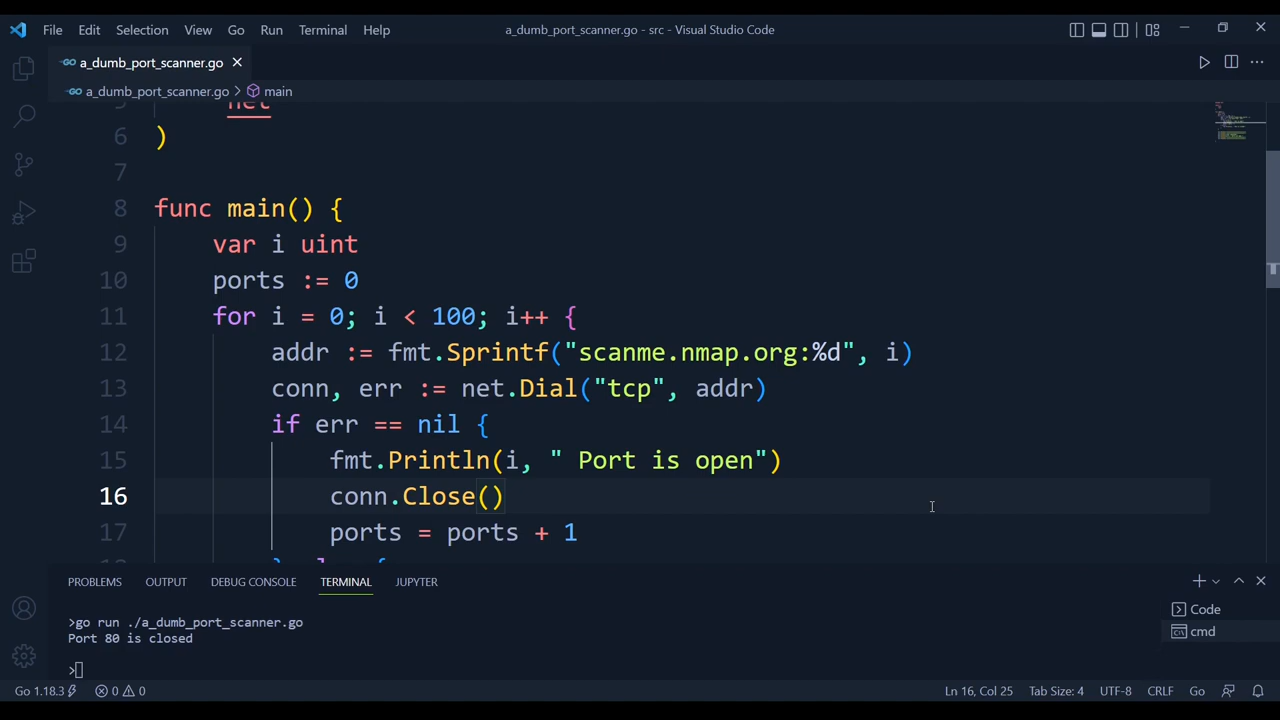 File Edit Selection View Go Run Terminal Help a_dumb_port_scanner.go - src - Visual Studio Code
a_dumb_port_scanner.go
a_dumb_port_scanner.go > main
6 )
7
8 func main() {
9 var i uint
10 ports := 0
11 for i = 0; i < 100; i++ {
12 addr := fmt.Sprintf("scanme.nmap.org:%d", i)
13 conn, err := net.Dial("tcp", addr)
14 if err == nil {
15 fmt.Println(i, " Port is open")
16 conn.Close()
17 ports = ports + 1
PROBLEMS OUTPUT DEBUG CONSOLE TERMINAL JUPYTER
>go run ./a_dumb_port_scanner.go
Port 80 is closed
>
Code
cmd
Go 1.18.3 0 0 Ln 16, Col 25 Tab Size: 4 UTF-8 CRLF Go